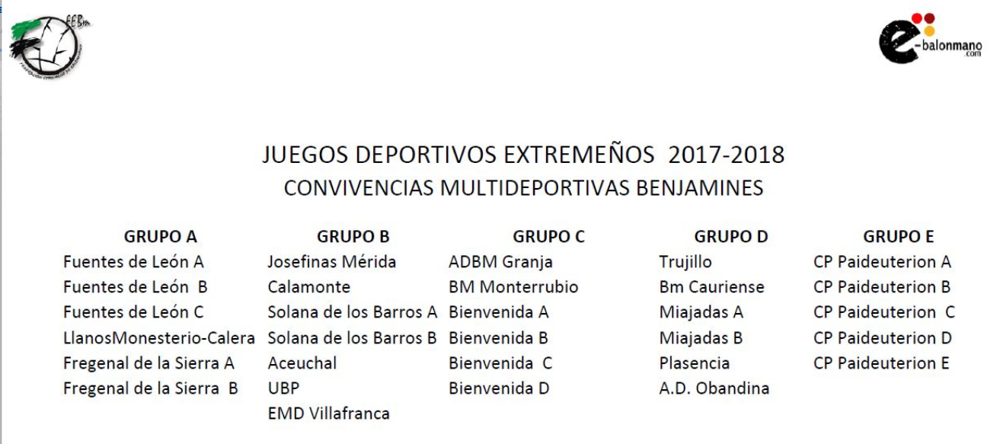 EEBm
e-balonmano
.com
JUEGOS DEPORTIVOS EXTREMEÑOS 2017-2018
CONVIVENCIAS MULTIDEPORTIVAS BENJAMINES
GRUPO A GRUPO B GRUPO C GRUPO D GRUPO E
Fuentes de León A Josefinas Mérida ADBM Granja Trujillo CP Paideuterion A
Fuentes de León B Calamonte BM Monterrubio Bm Cauriense CP Paideuterion B
Fuentes de León C Solana de los Barros A Bienvenida A Miajadas A CP Paideuterion C
LlanosMonesterio-Calera Solana de los Barros B Bienvenida B Miajadas B CP Paideuterion D
Fregenal de la Sierra A Aceuchal Bienvenida C Plasencia CP Paideuterion E
Fregenal de la Sierra B UBP Bienvenida D A.D. Obandina
EMD Villafranca